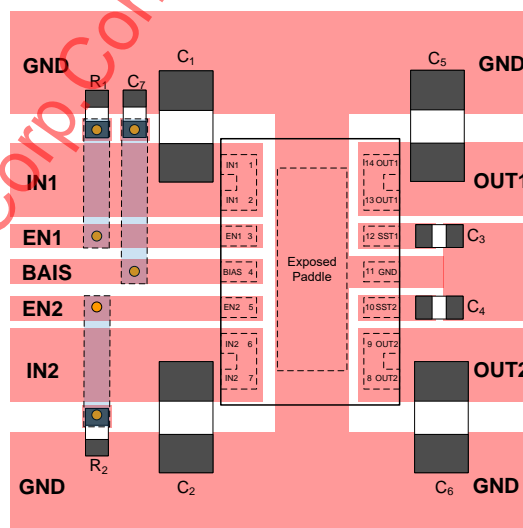 C1
C5
GND
GND
R1
C7
IN1
IN1 1
IN1 2
14 OUT1
13 OUT1
OUT1
EN1
EN1 3
12 SST1
C3
BAIS
BIAS 4
Exposed
Paddle
11 GND
EN2
EN2 5
10 SST2
C4
IN2
IN2 6
IN2 7
9 OUT2
8 OUT2
OUT2
R2
GND
C2
C6
GND
Corp.Con